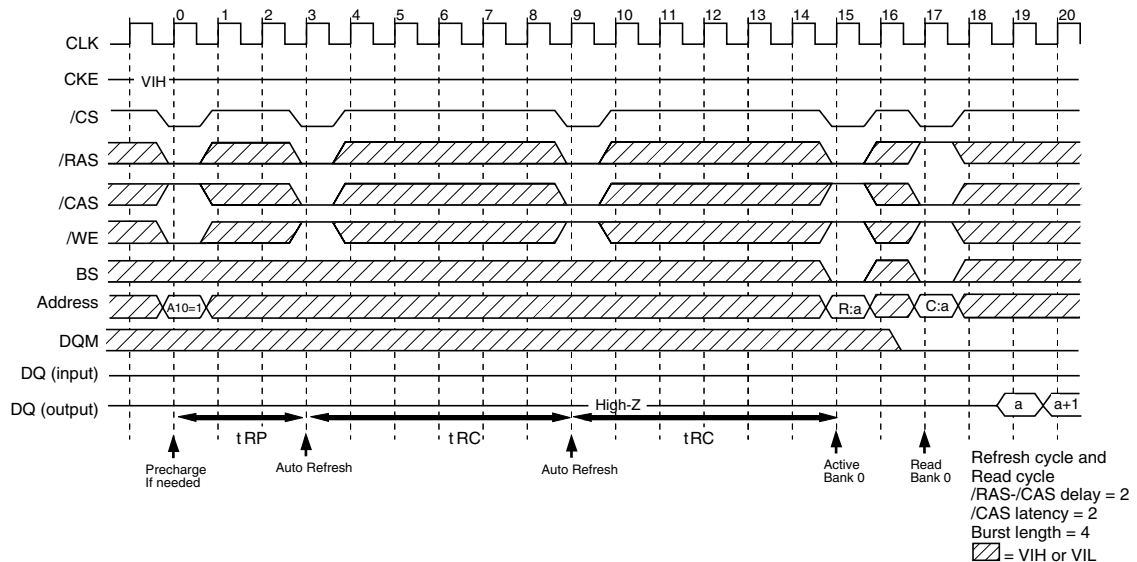 0 1 2 3 4 5 6 7 8 9 10 11 12 13 14 15 16 17 18 19 20
CLK
CKE
VIH
/CS
/RAS
/CAS
/WE
BS
Address
A10=1
R:a
C:a
DQM
DQ (input)
DQ (output)
High-Z
a
a+1
tRP
tRC
tRC
Precharge
If needed
Auto Refresh
Auto Refresh
Active
Bank 0
Read
Bank 0
Refresh cycle and
Read cycle
/RAS-/CAS delay = 2
/CAS latency = 2
Burst length = 4
= VIH or VIL